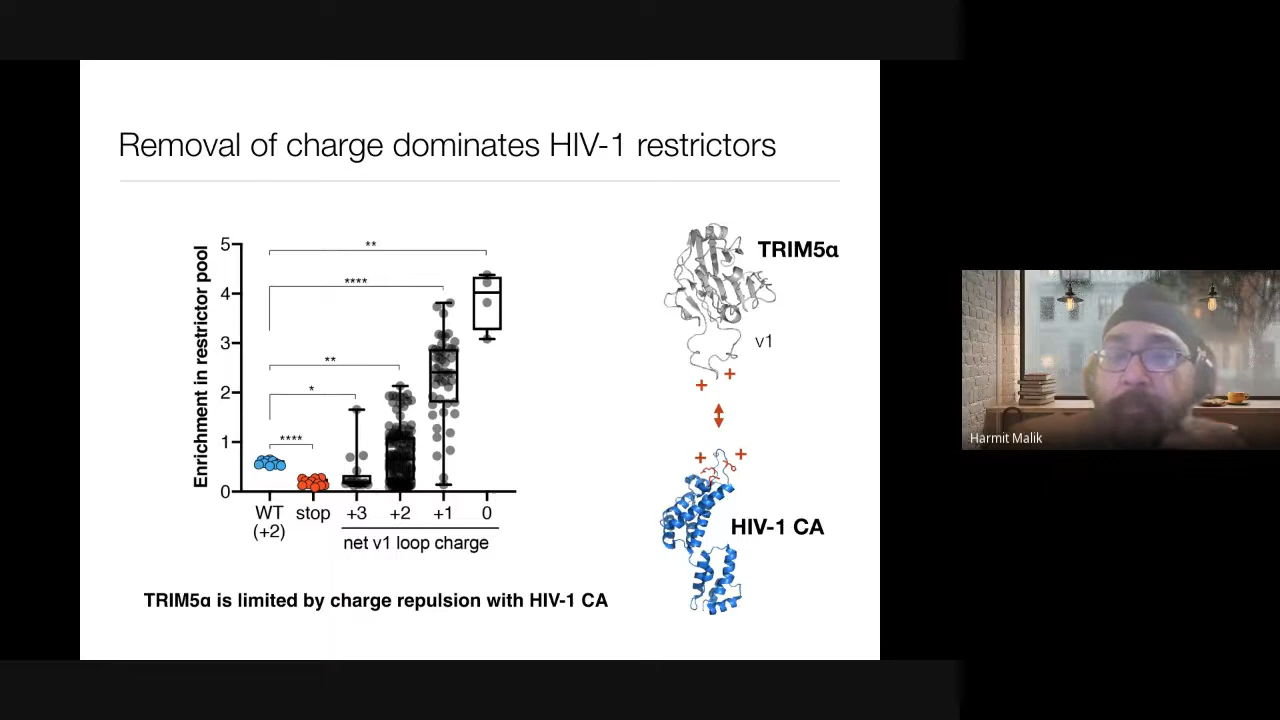 Removal of charge dominates HIV-1 restrictors
Enrichment in restrictor pool
5
4
3
2
1
0
**
****
**
*
****
WT
(+2)
stop
+3
+2
+1
0
net v1 loop charge
TRIM5α is limited by charge repulsion with HIV-1 CA
TRIM5α
v1
+ +
+ +
HIV-1 CA
Harmit Malik